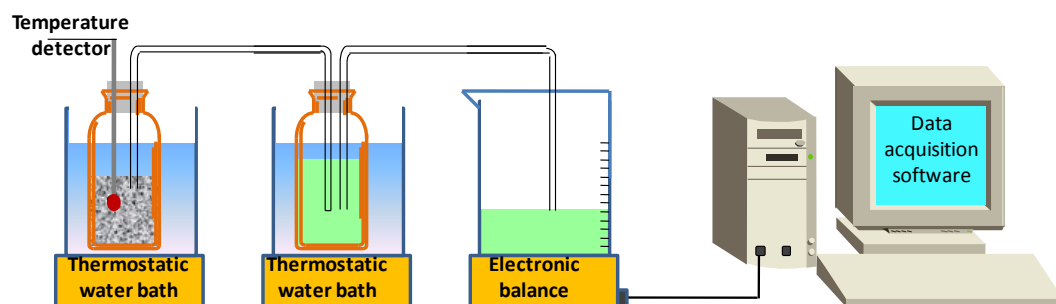 Temperature
detector
Thermostatic
water bath
Thermostatic
water bath
Electronic
balance
Data
acquisition
software